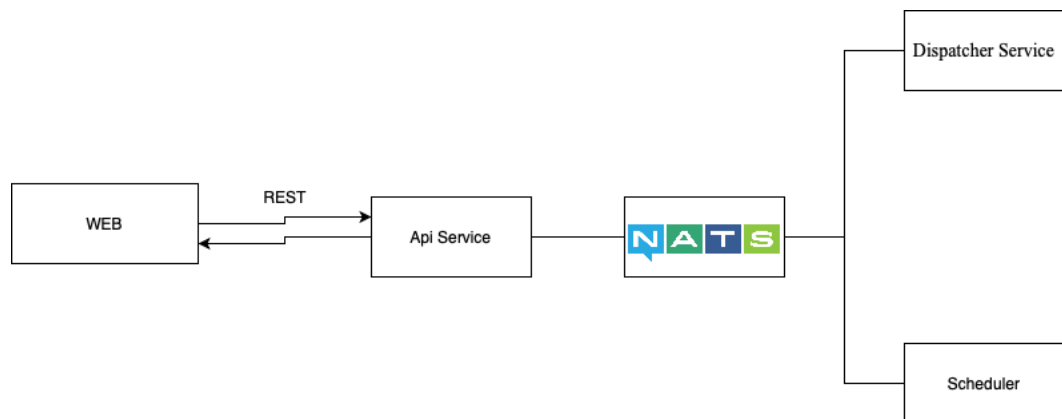 Dispatcher Service
REST
WEB
Api Service
NATS
Scheduler